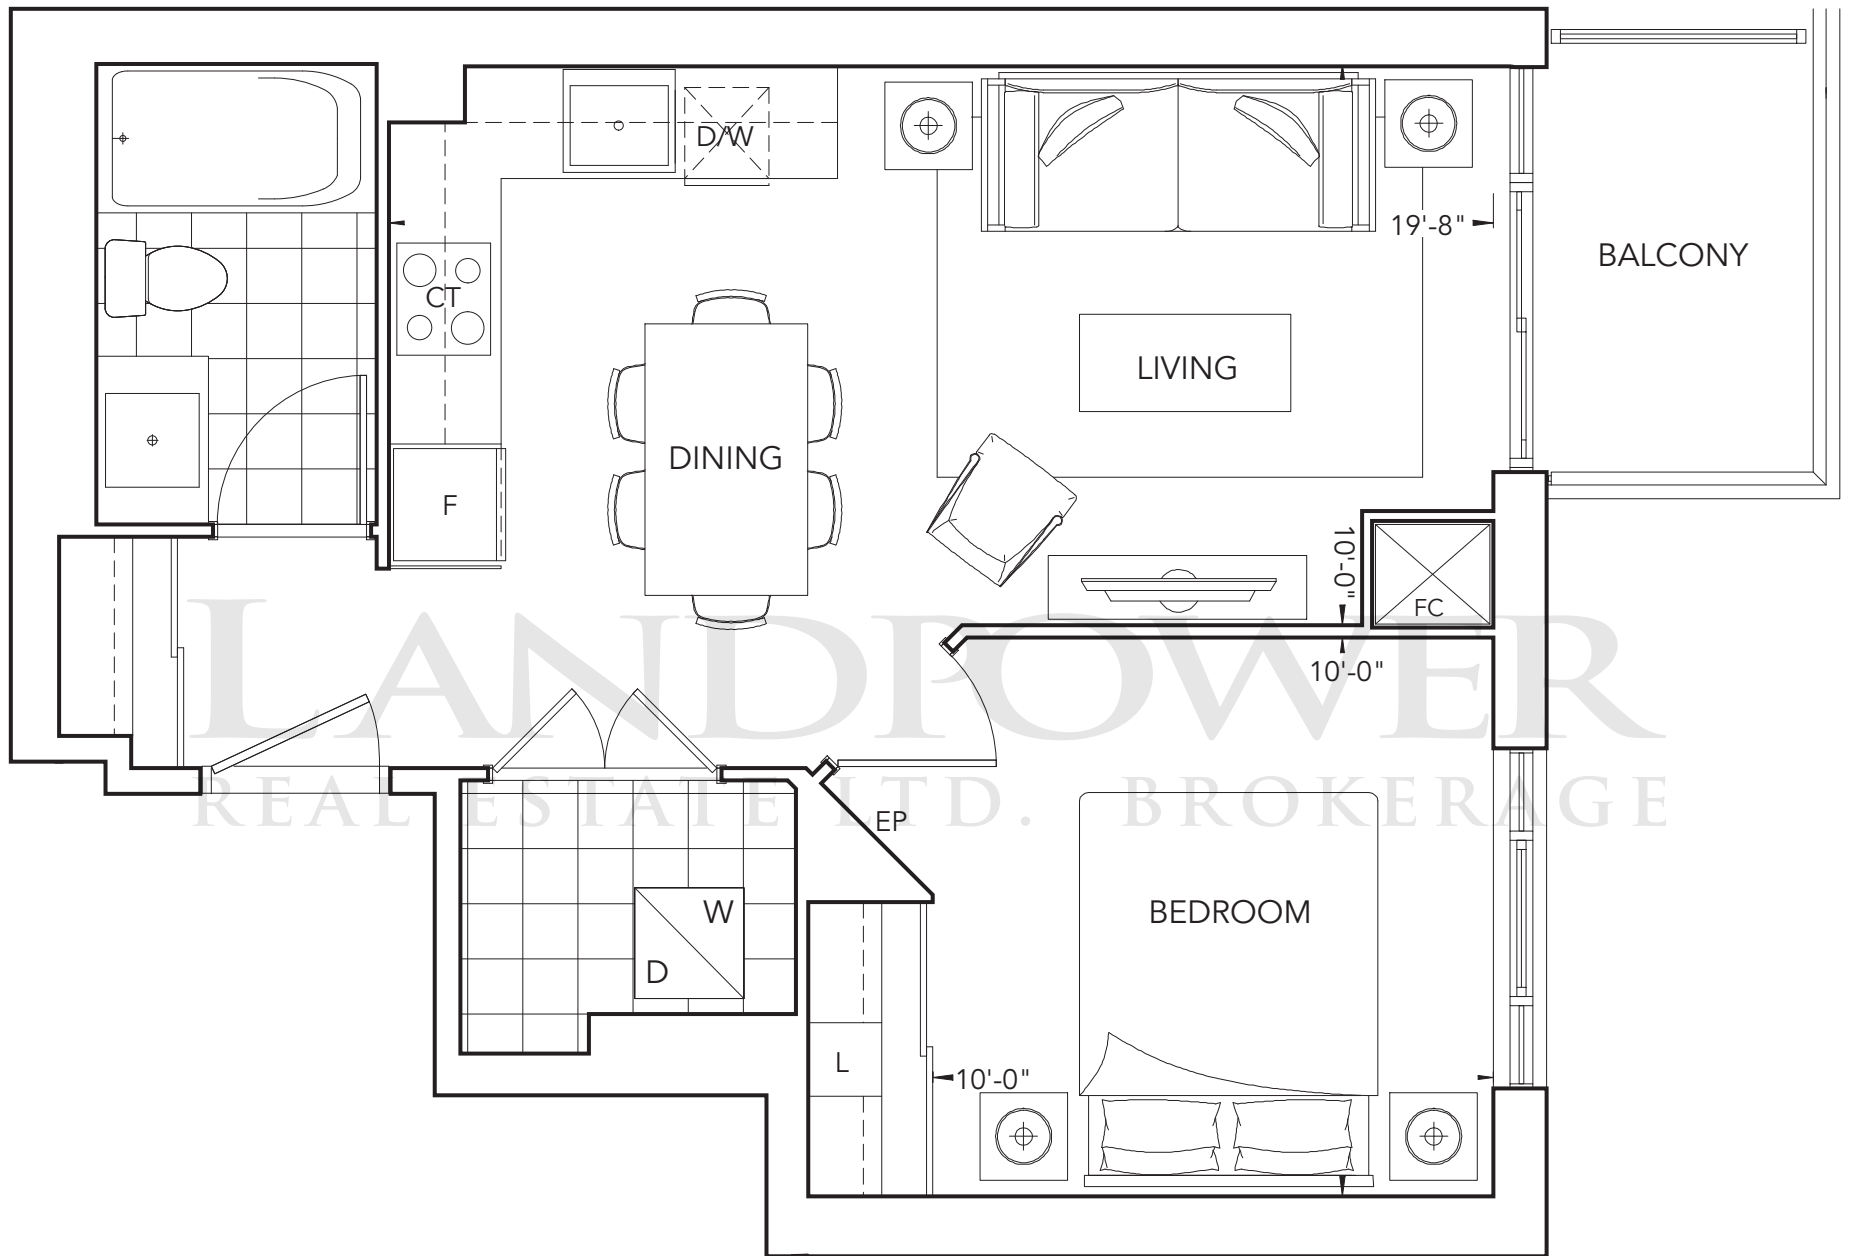 D/W
19'-8"
BALCONY
CT
LIVING
DINING
F
10'-0"
FC
LANDPOWER
10'-0"
REAL ESTATE LTD. BROKERAGE
EP
W
BEDROOM
D
L
10'-0"